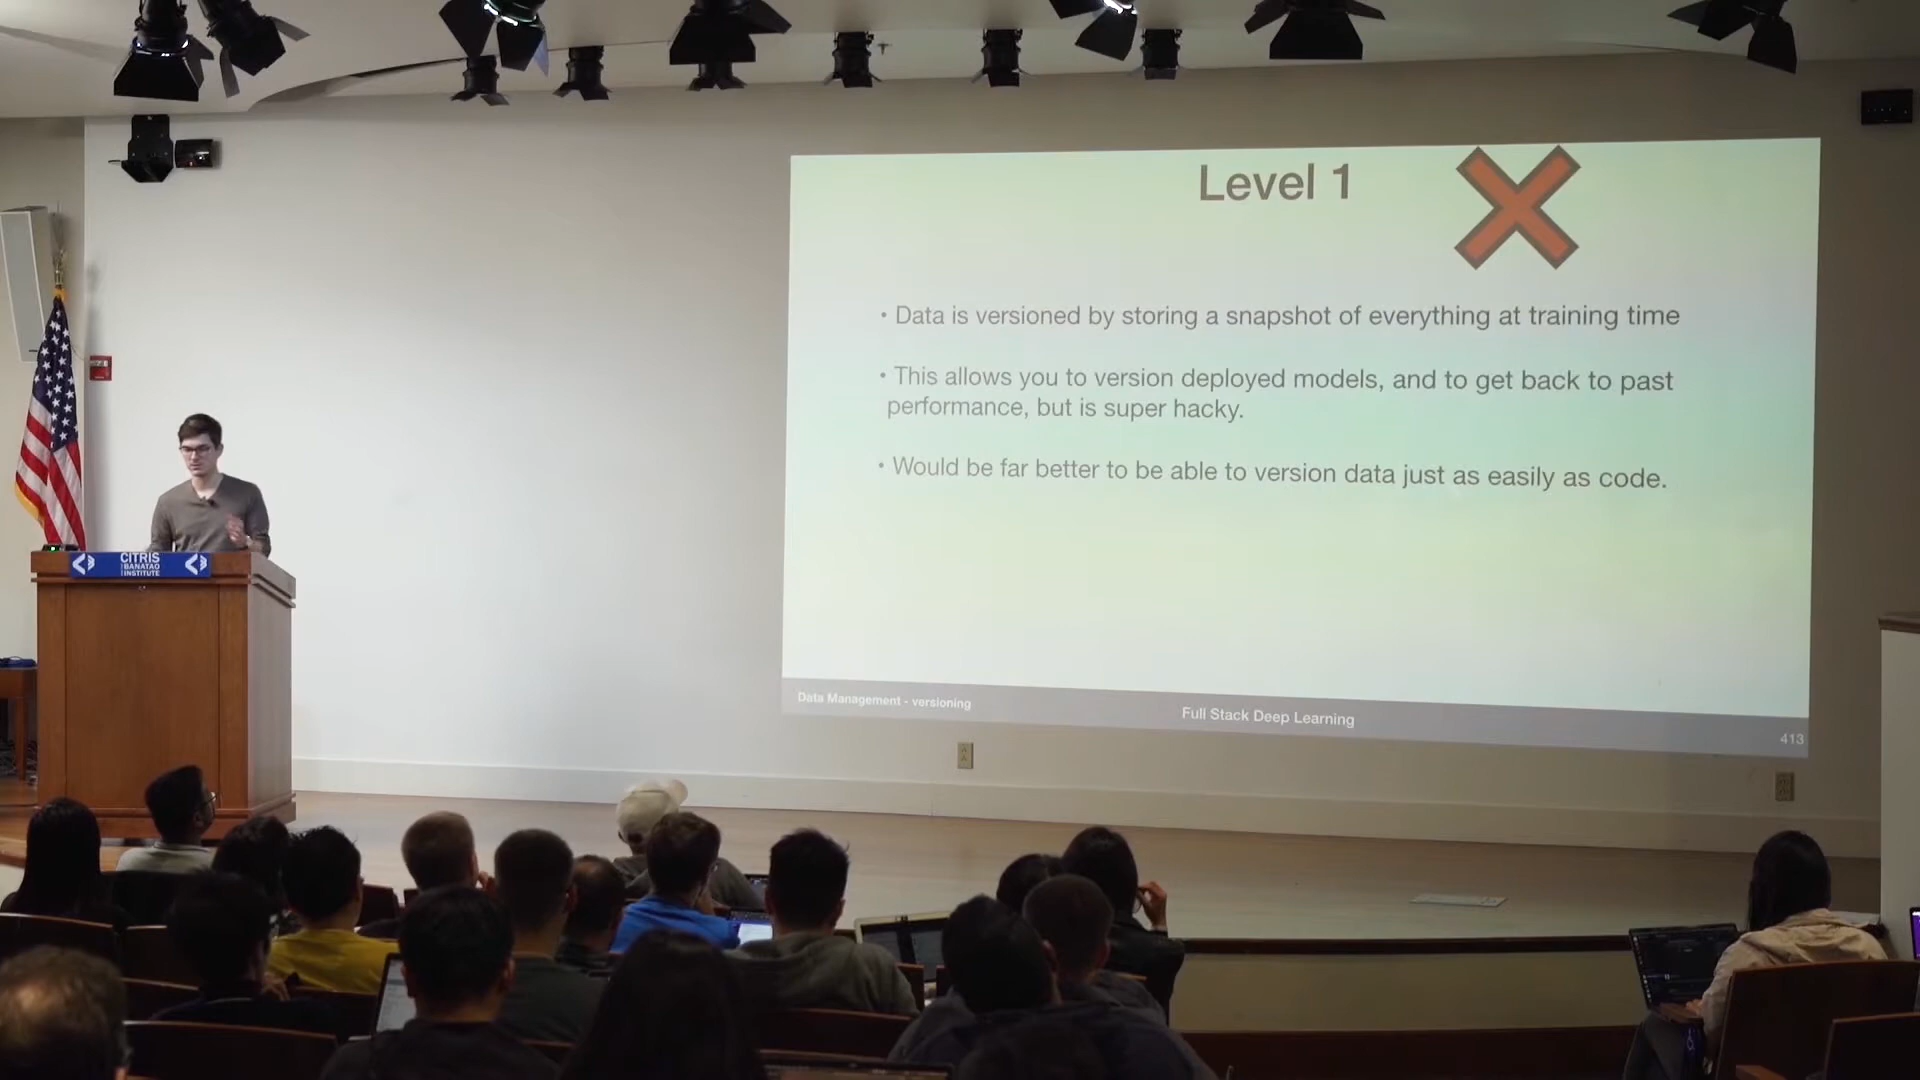 Level 1
• Data is versioned by storing a snapshot of everything at training time
• This allows you to version deployed models, and to get back to past
performance, but is super hacky.
• Would be far better to be able to version data just as easily as code.
Data Management - versioning
Full Stack Deep Learning
413
CITRIS
BANATAO
INSTITUTE